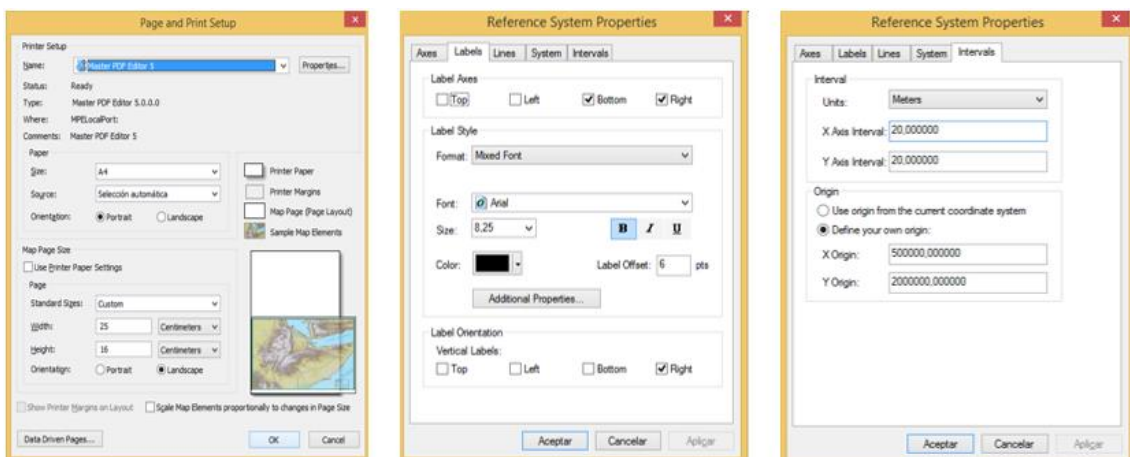 Page and Print Setup
Printer Setup
Name: Master PDF Editor 5 Properties...
Status: Ready
Type: Master PDF Editor 5.0.0.0
Where: MPELocalPort:
Comments: Master PDF Editor 5
Paper
Size: A4
Source: Selección automática
Orientation: Portrait Landscape
Printer Paper
Printer Margins
Map Page (Page Layout)
Sample Map Elements
Map Page Size
Use Printer Paper Settings
Page
Standard Sizes: Custom
Width: 25 Centimeters
Height: 16 Centimeters
Orientation: Portrait Landscape
Show Printer Margins on Layout Scale Map Elements proportionally to changes in Page Size
Data Driven Pages... OK Cancel
Reference System Properties
Axes Labels Lines System Intervals
Label Axes
Top Left Bottom Right
Label Style
Format: Mixed Font
Font: Arial
Size: 8,25 B I U
Color: Label Offset: 6 pts
Additional Properties...
Label Orientation
Vertical Labels:
Top Left Bottom Right
Aceptar Cancelar Aplicar
Reference System Properties
Axes Labels Lines System Intervals
Interval
Units: Meters
X Axis Interval: 20,000000
Y Axis Interval: 20,000000
Origin
Use origin from the current coordinate system
Define your own origin:
X Origin: 500000,000000
Y Origin: 2000000,000000
Aceptar Cancelar Aplicar